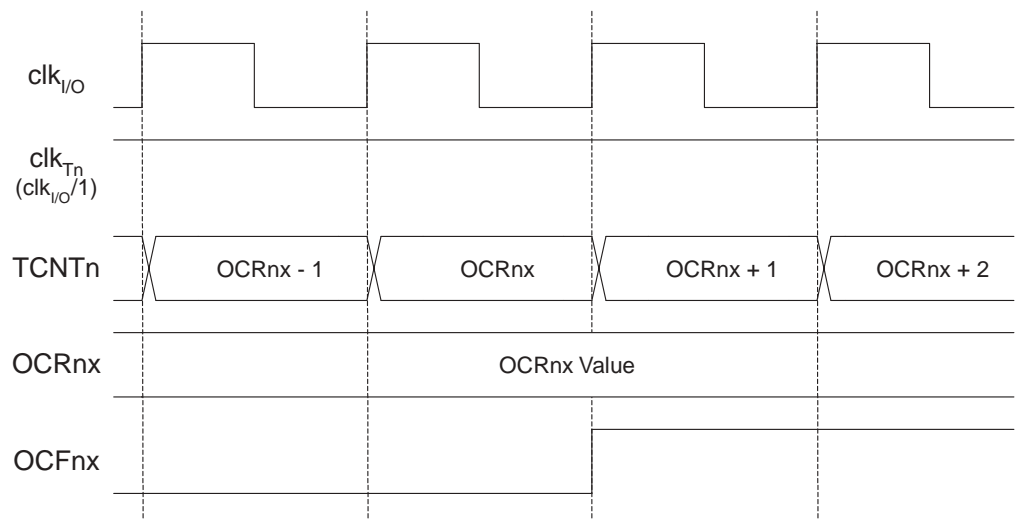 clkI/O
clkTn
(clkI/O/1)
TCNTn
OCRnx - 1 OCRnx OCRnx + 1 OCRnx + 2
OCRnx
OCRnx Value
OCFnx